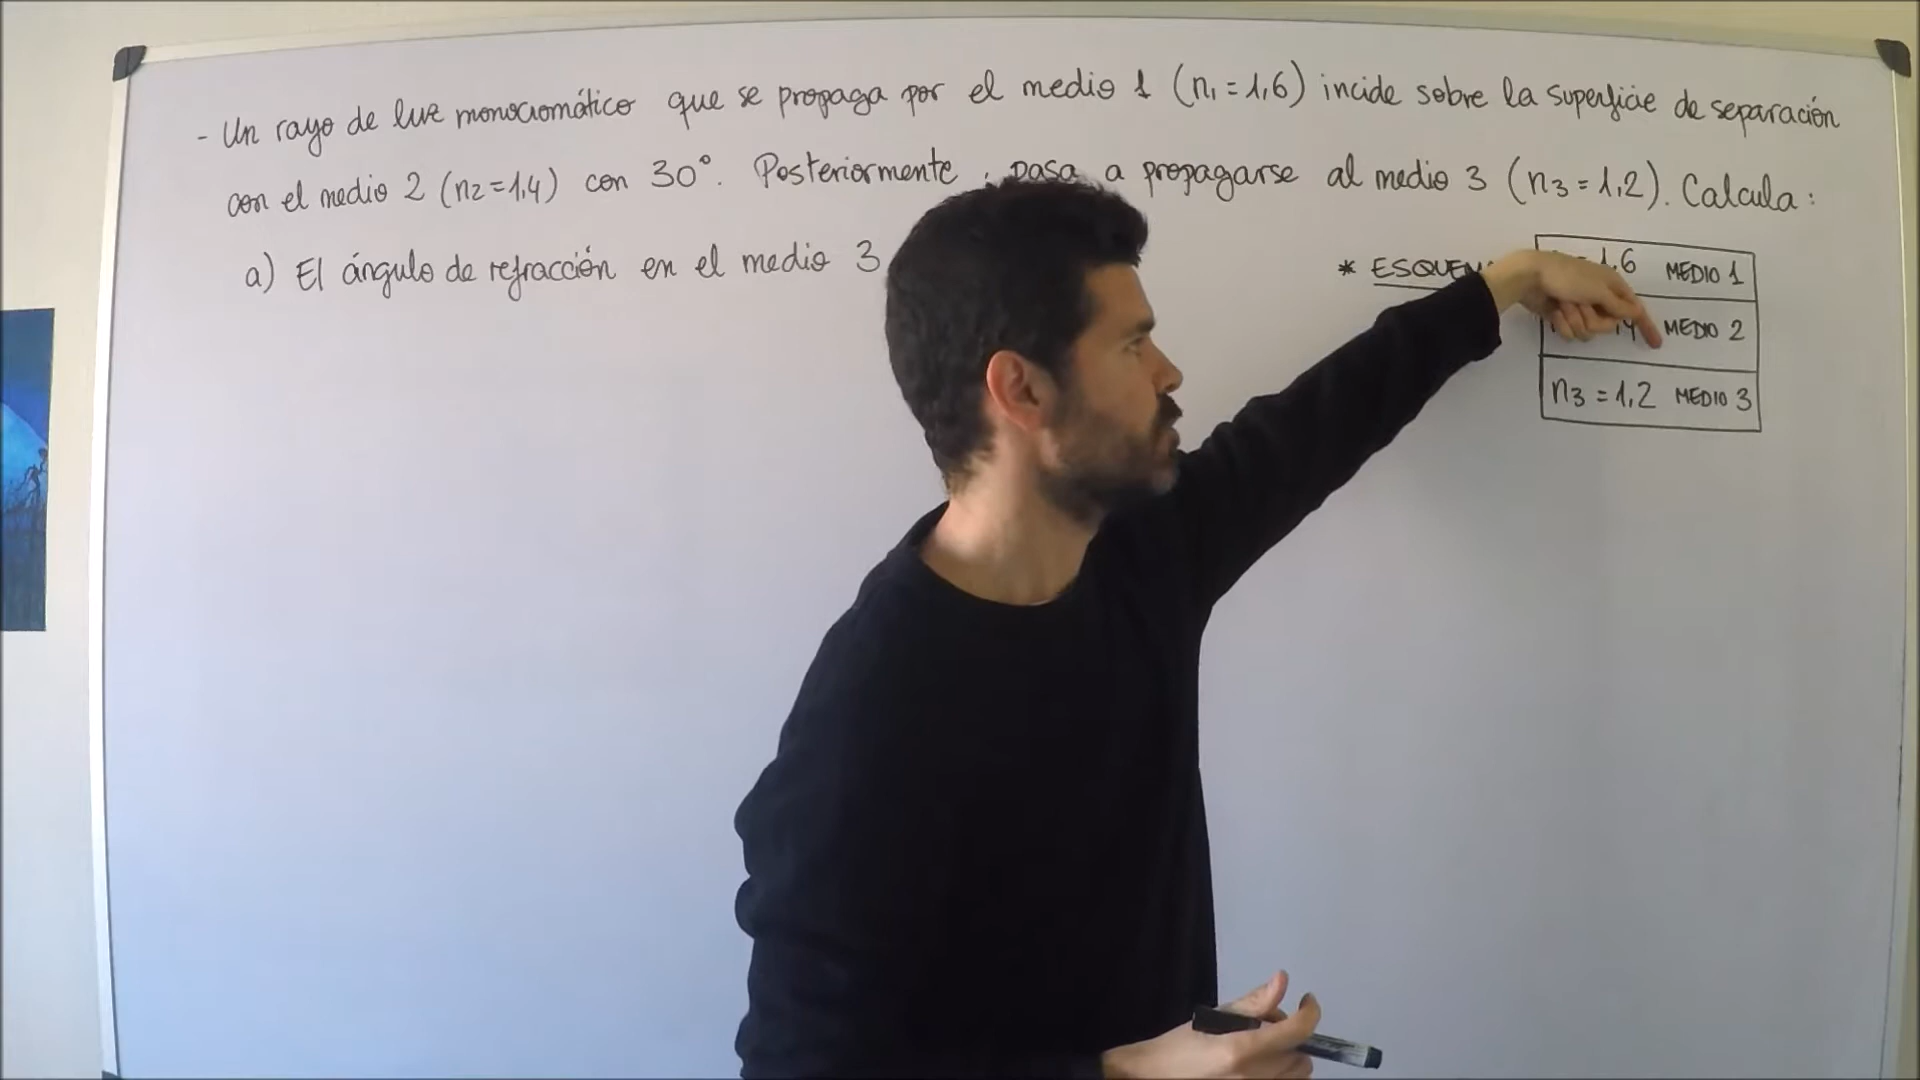 - Un rayo de luz monocromático que se propaga por el medio 1 (n1 = 1,6) incide sobre la superficie de separación
con el medio 2 (n2 = 1,4) con 30°. Posteriormente, pasa a propagarse al medio 3 (n3 = 1,2). Calcula:
a) El ángulo de refracción en el medio 3
* ESQUEMA
1,6 MEDIO 1
MEDIO 2
n3 = 1,2 MEDIO 3